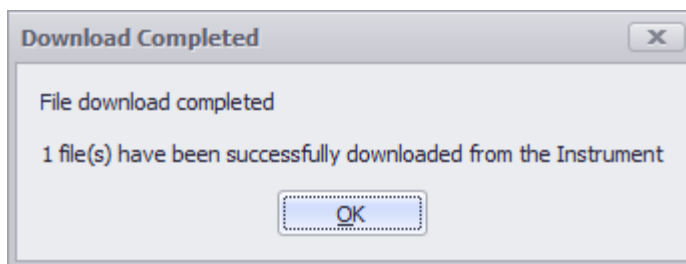 Download Completed
File download completed
1 file(s) have been successfully downloaded from the Instrument
OK